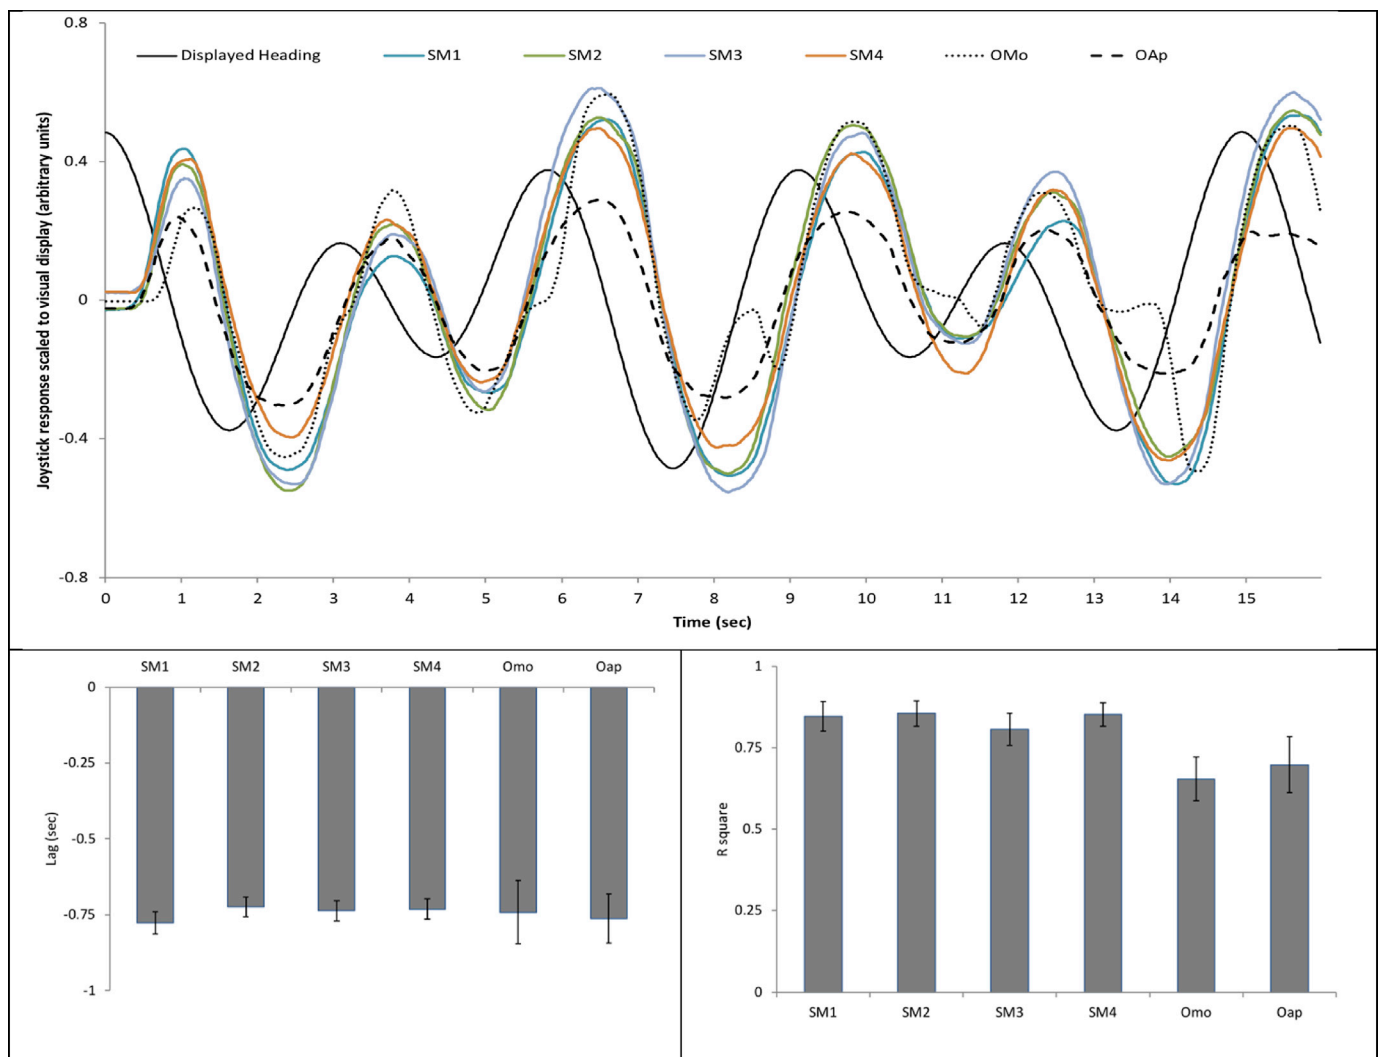 0.8
Displayed Heading SM1 SM2 SM3 SM4 OMo OAp
0.4
0
-0.4
-0.8
Joystick response scaled to visual display (arbitrary units)
0 1 2 3 4 5 6 7 8 9 10 11 12 13 14 15
Time (sec)
SM1 SM2 SM3 SM4 Omo Oap
0
-0.25
-0.5
-0.75
-1
Lag (sec)
1
0.75
0.5
0.25
0
R square
SM1 SM2 SM3 SM4 Omo Oap